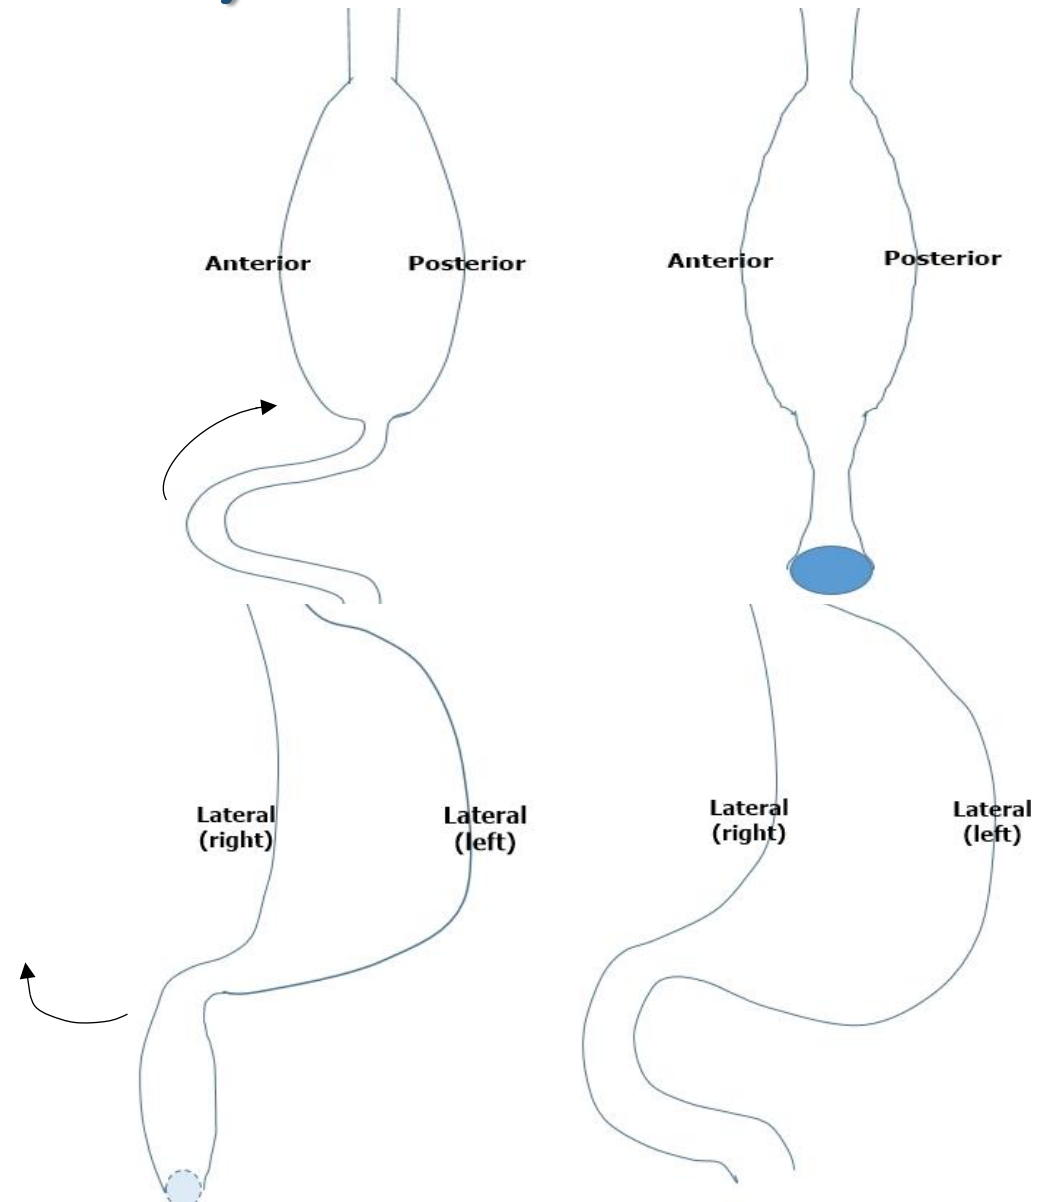 Anterior
Posterior
Anterior
Posterior
Lateral
(right)
Lateral
(left)
Lateral
(right)
Lateral
(left)